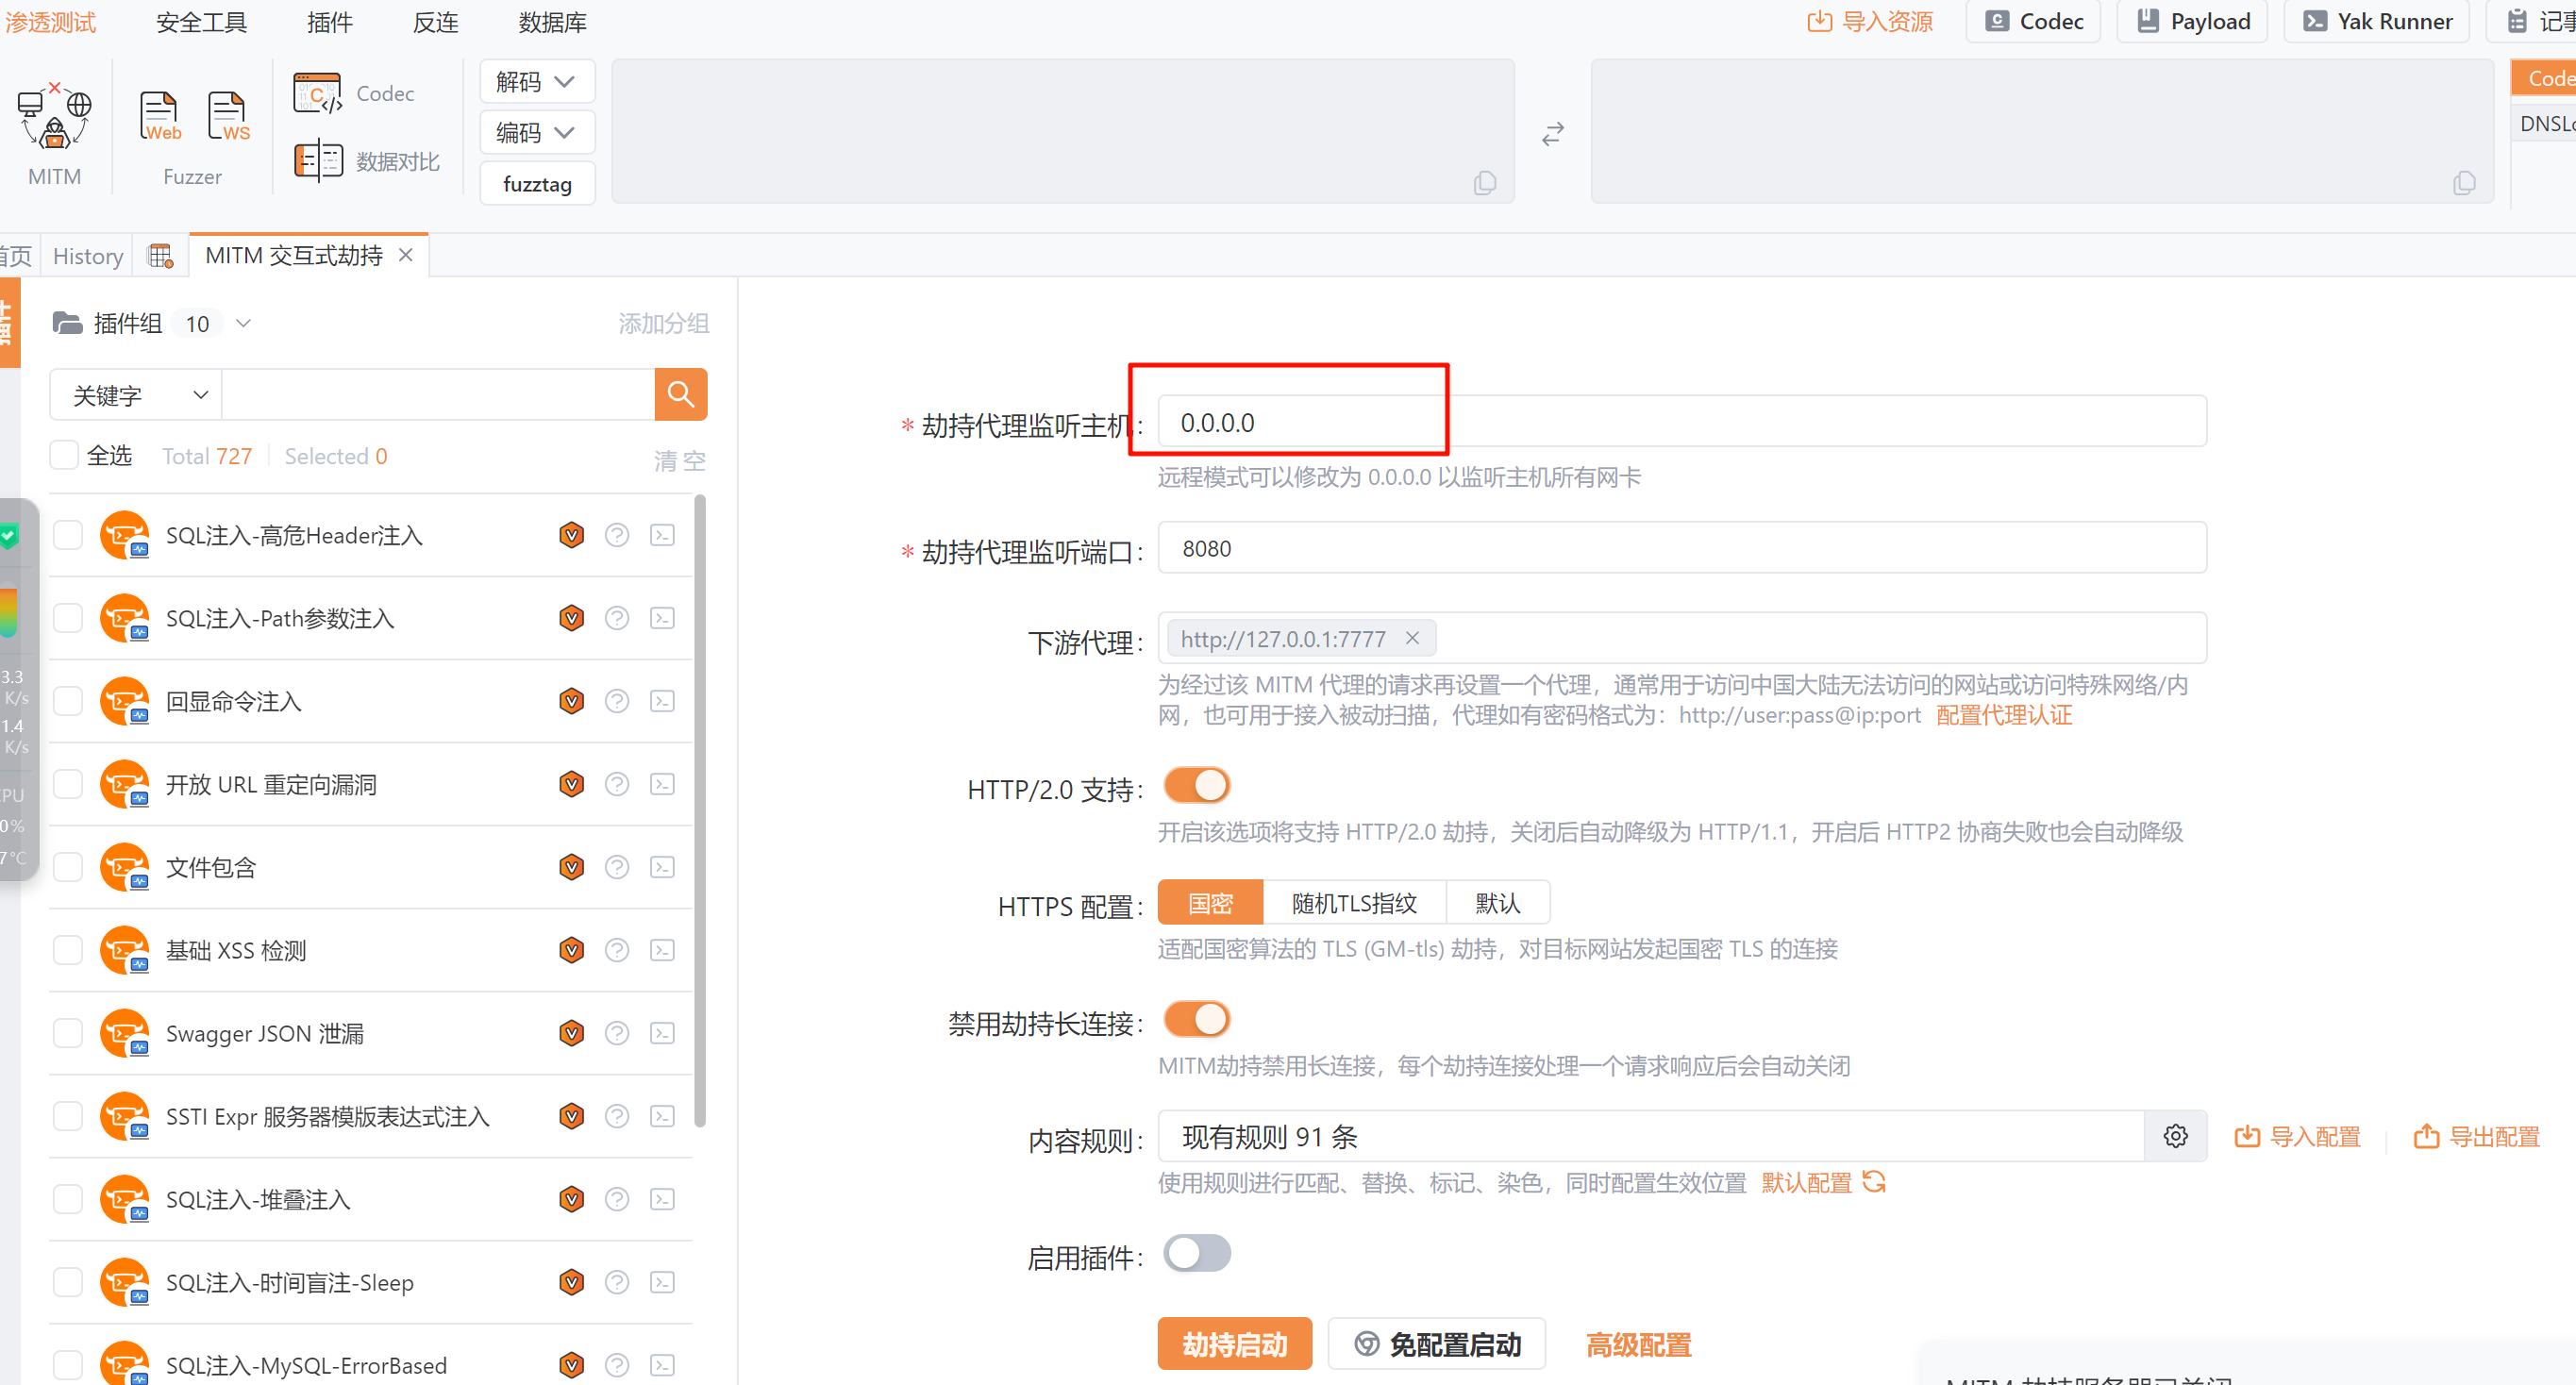 渗透测试 安全工具 插件 反连 数据库 导入资源 Codec Payload Yak Runner
MITM
Web WS
Fuzzer
Codec
数据对比
解码
编码
fuzztag
Code
History MITM 交互式劫持
插件组 10 添加分组
关键字
全选 Total 727 Selected 0 清空
SQL注入-高危Header注入
SQL注入-Path参数注入
回显命令注入
开放 URL 重定向漏洞
文件包含
基础 XSS 检测
Swagger JSON 泄漏
SSTI Expr 服务器模版表达式注入
SQL注入-堆叠注入
SQL注入-时间盲注-Sleep
SQL注入-MySQL-ErrorBased
3.3
K/s
1.4
K/s
0%
7°C
* 劫持代理监听主机: 0.0.0.0
远程模式可以修改为 0.0.0.0 以监听主机所有网卡
* 劫持代理监听端口: 8080
下游代理: http://127.0.0.1:7777
为经过该 MITM 代理的请求再设置一个代理，通常用于访问中国大陆无法访问的网站或访问特殊网络/内
网，也可用于接入被动扫描，代理如有密码格式为：http://user:pass@ip:port 配置代理认证
HTTP/2.0 支持:
开启该选项将支持 HTTP/2.0 劫持，关闭后自动降级为 HTTP/1.1，开启后 HTTP2 协商失败也会自动降级
HTTPS 配置: 国密 随机TLS指纹 默认
适配国密算法的 TLS (GM-tls) 劫持，对目标网站发起国密 TLS 的连接
禁用劫持长连接:
MITM劫持禁用长连接，每个劫持连接处理一个请求响应后会自动关闭
内容规则: 现有规则 91 条 导入配置 导出配置
使用规则进行匹配、替换、标记、染色，同时配置生效位置 默认配置
启用插件:
劫持启动 免配置启动 高级配置